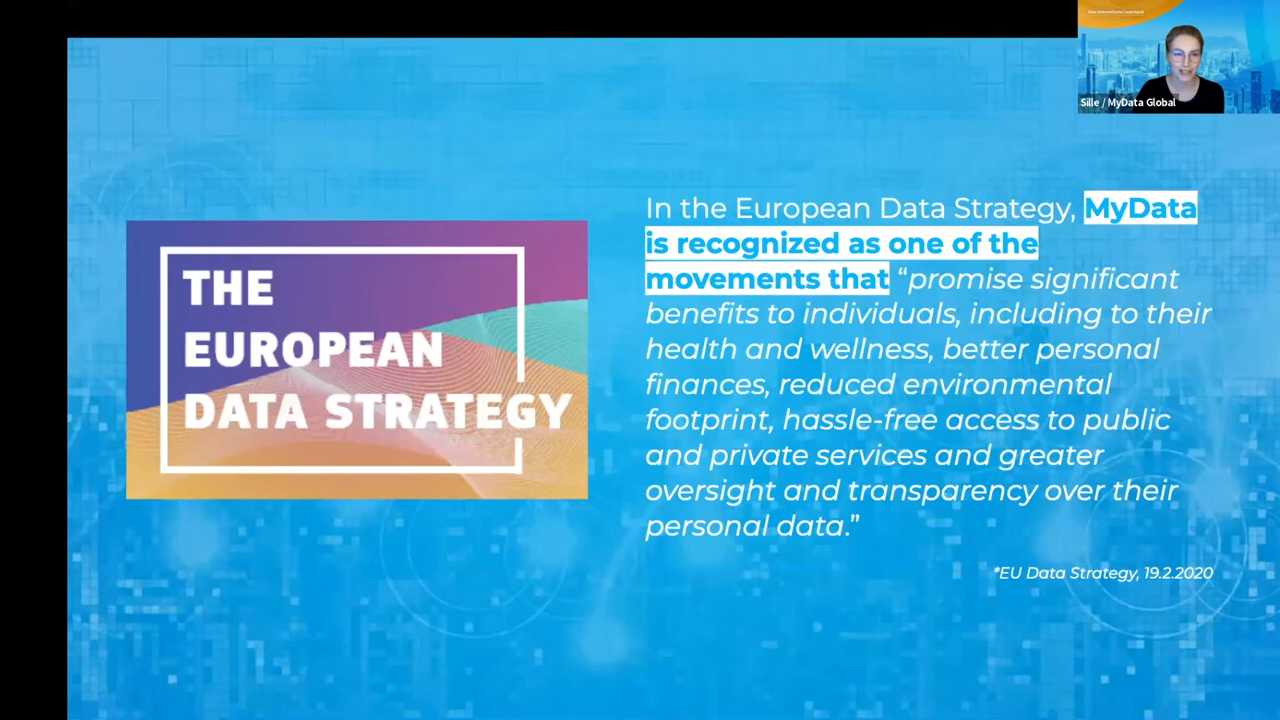 Sille / MyData Global
THE
EUROPEAN
DATA STRATEGY
In the European Data Strategy, MyData
is recognized as one of the
movements that “promise significant
benefits to individuals, including to their
health and wellness, better personal
finances, reduced environmental
footprint, hassle-free access to public
and private services and greater
oversight and transparency over their
personal data.”
*EU Data Strategy, 19.2.2020